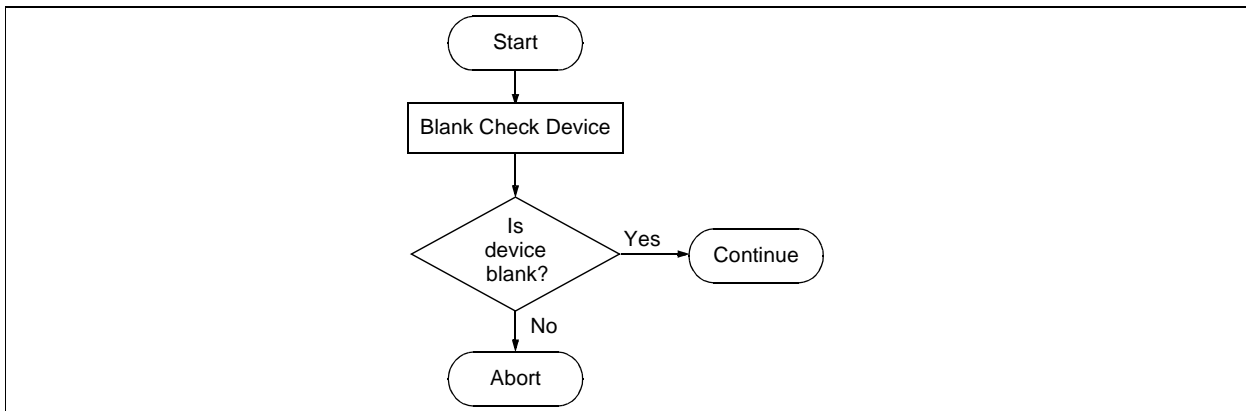 Start
Blank Check Device
Is
device
blank?
Yes
Continue
No
Abort